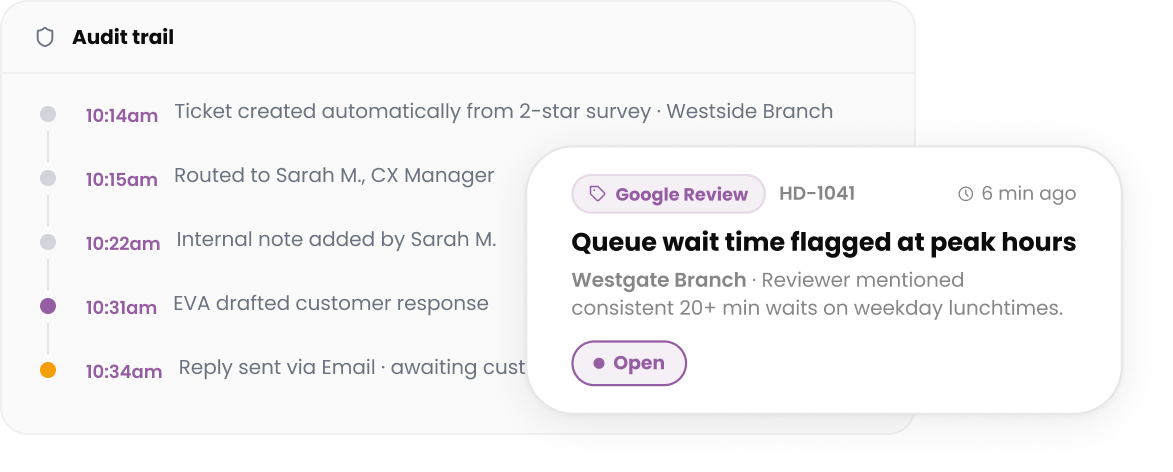 Audit trail
10:14am Ticket created automatically from 2-star survey · Westside Branch
10:15am Routed to Sarah M., CX Manager
10:22am Internal note added by Sarah M.
10:31am EVA drafted customer response
10:34am Reply sent via Email · awaiting
Google Review HD-1041 6 min ago
Queue wait time flagged at peak hours
Westgate Branch · Reviewer mentioned
consistent 20+ min waits on weekday lunchtimes.
Open